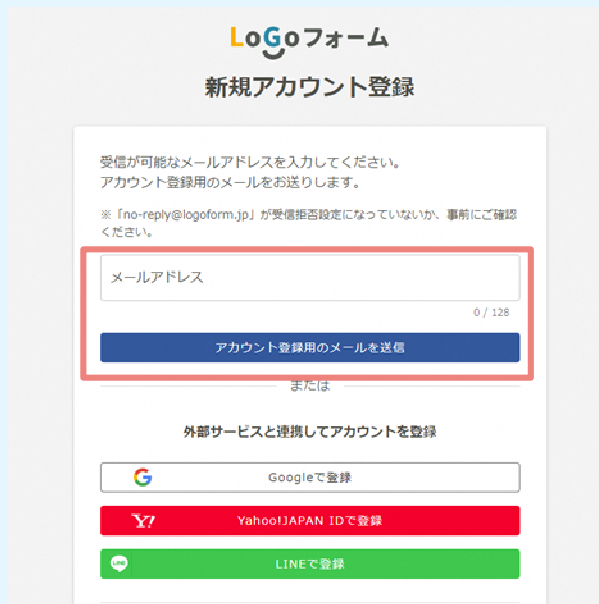 LoGoフォーム
新規アカウント登録
受信が可能なメールアドレスを入力してください。
アカウント登録用のメールをお送りします。
※「no-reply@logoform.jp」が受信拒否設定になっていないか、事前にご確認
ください。
メールアドレス
0 / 128
アカウント登録用のメールを送信
または
外部サービスと連携してアカウントを登録
G Googleで登録
Y! Yahoo!JAPAN IDで登録
LINE LINEで登録